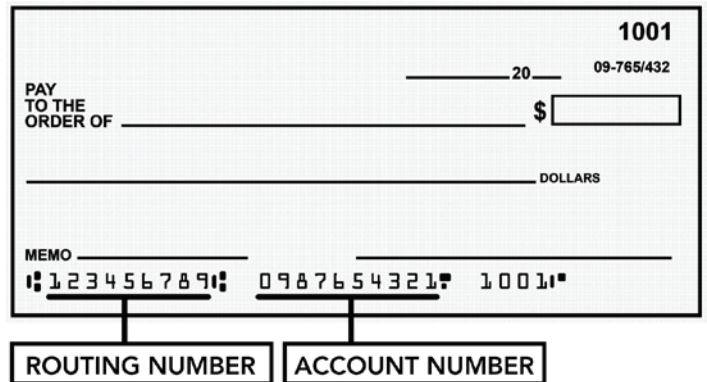 1001
20 09-765/432
PAY
TO THE
ORDER OF $
DOLLARS
MEMO
⑆123456789⑆ 0987654321⑈ 1001⑈
ROUTING NUMBER ACCOUNT NUMBER